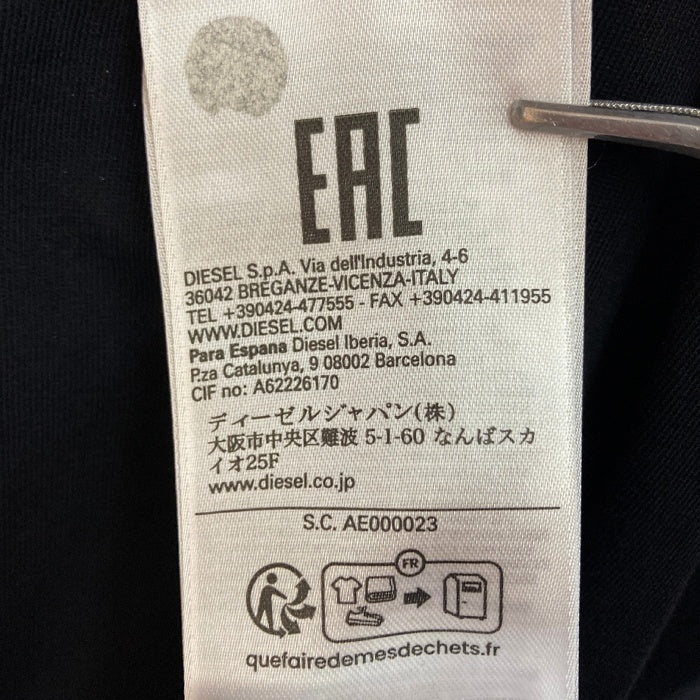 EAC
DIESEL S.p.A. Via dell'Industria, 4-6
36042 BREGANZE-VICENZA-ITALY
TEL +390424-477555 - FAX +390424-411955
WWW.DIESEL.COM
Para Espana Diesel Iberia, S.A.
P.za Catalunya, 9 08002 Barcelona
CIF no: A62226170
ディーゼルジャパン(株)
大阪市中央区難波 5-1-60 なんばスカ
イオ25F
www.diesel.co.jp
S.C. AE000023
FR
quefairedemesdechets.fr